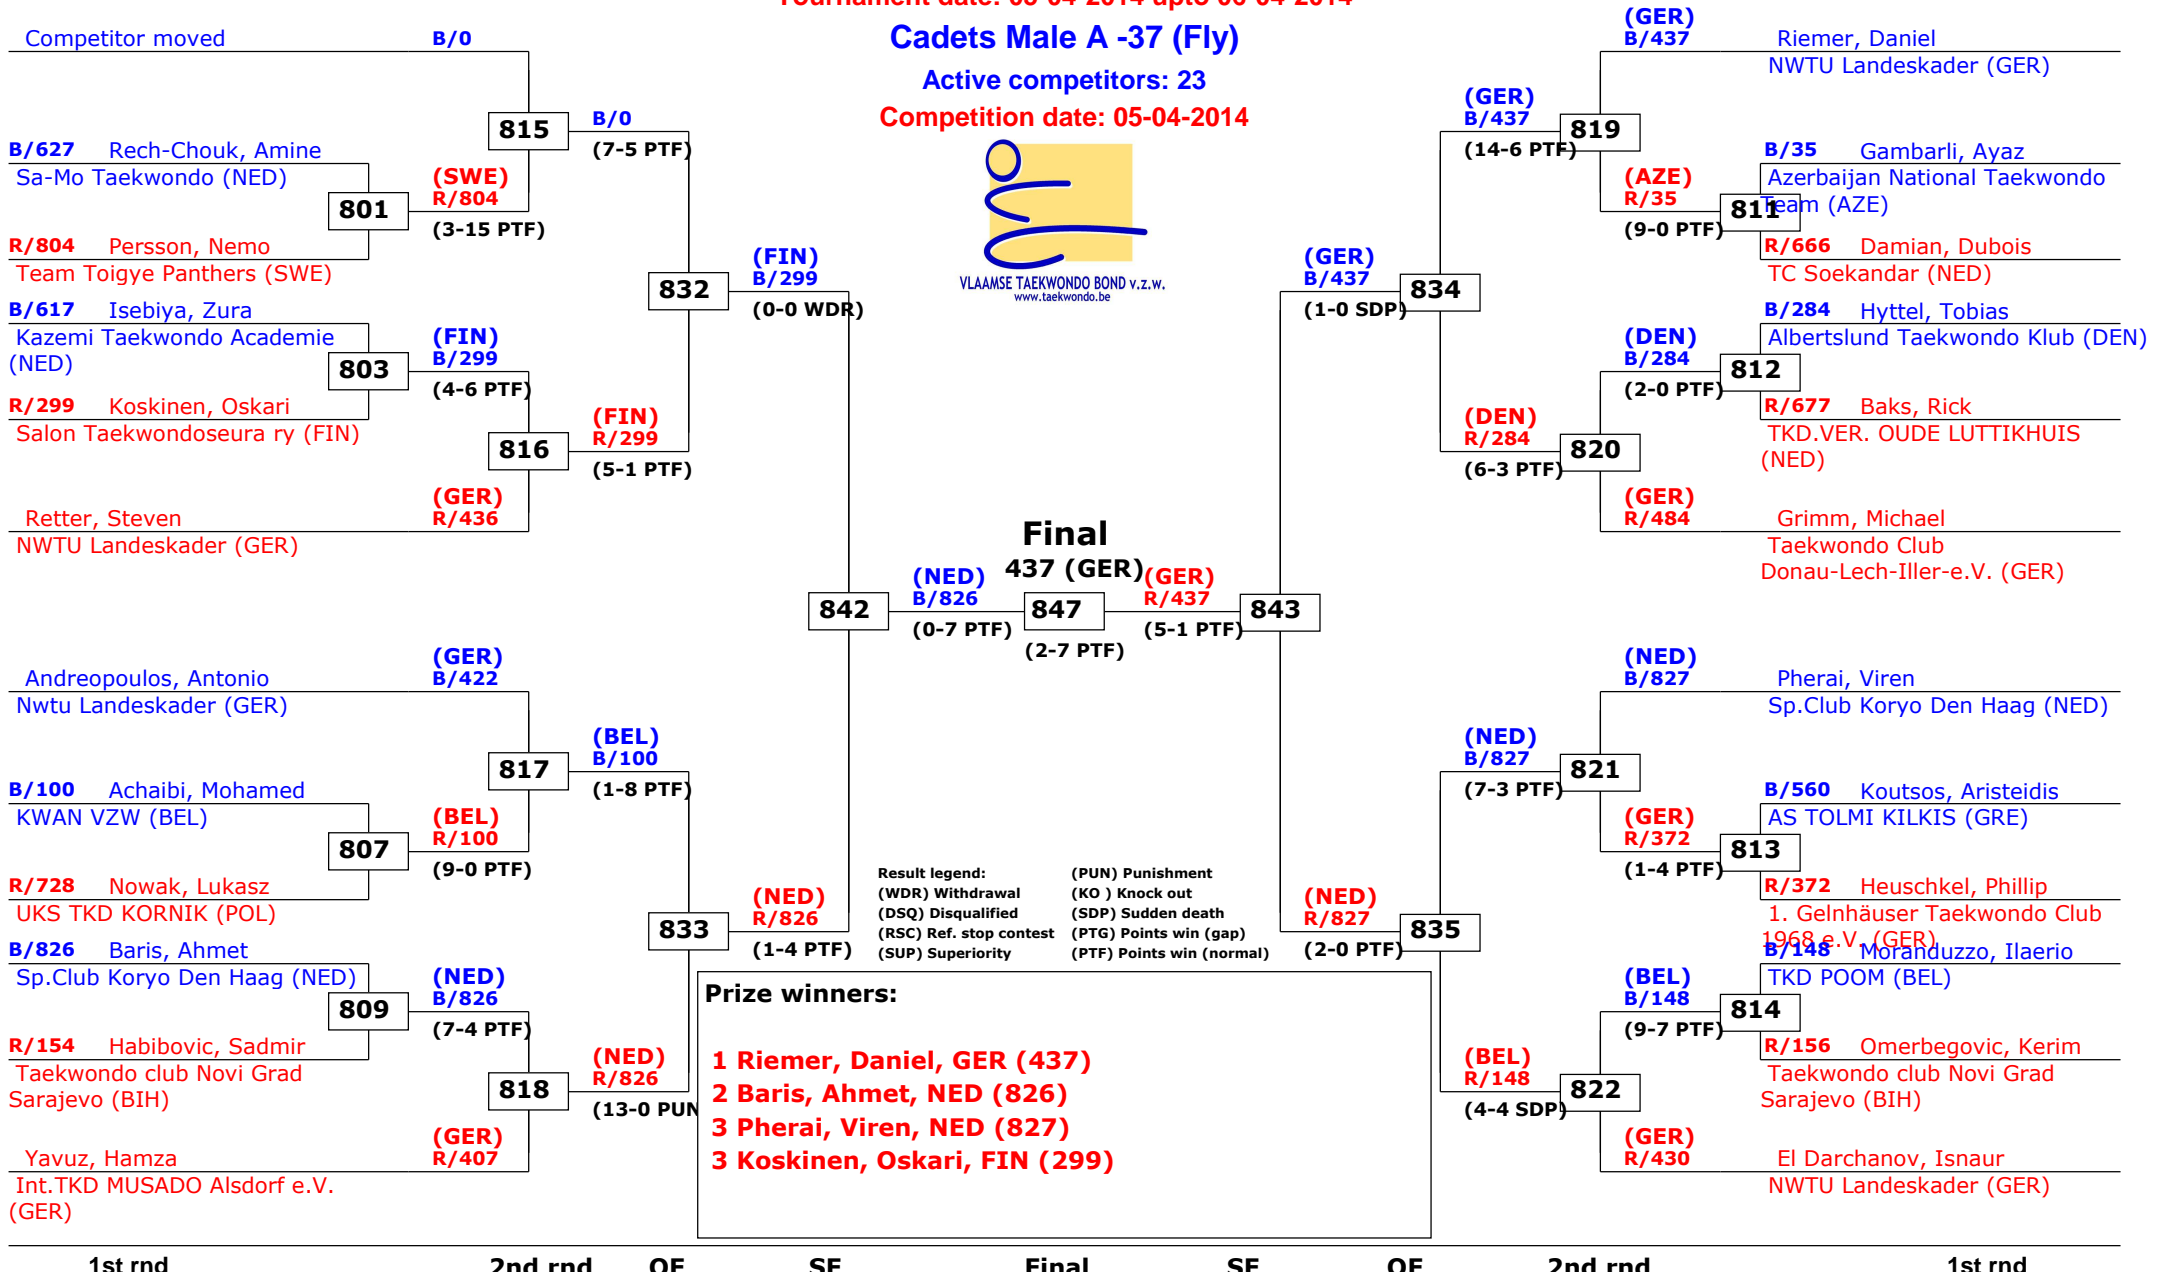 Tournament date: 05-04-2014 upto 06-04-2014
Cadets Male A -37 (Fly)
Active competitors: 23
Competition date: 05-04-2014
VLAAMSE TAEKWONDO BOND v.z.w.
www.taekwondo.be
Competitor moved
B/0
B/627 Rech-Chouk, Amine
Sa-Mo Taekwondo (NED)
801
R/804 Persson, Nemo
Team Toigye Panthers (SWE)
(SWE)
R/804
(3-15 PTF)
815
B/0
(7-5 PTF)
B/617 Isebiya, Zura
Kazemi Taekwondo Academie
(NED)
803
R/299 Koskinen, Oskari
Salon Taekwondoseura ry (FIN)
(FIN)
B/299
(4-6 PTF)
816
(FIN)
R/299
(5-1 PTF)
(GER)
R/436
Retter, Steven
NWTU Landeskader (GER)
832
(FIN)
B/299
(0-0 WDR)
(GER)
B/422
Andreopoulos, Antonio
Nwtu Landeskader (GER)
817
(BEL)
B/100
(1-8 PTF)
B/100 Achaibi, Mohamed
KWAN VZW (BEL)
807
(BEL)
R/100
(9-0 PTF)
R/728 Nowak, Lukasz
UKS TKD KORNIK (POL)
833
(NED)
R/826
(1-4 PTF)
B/826 Baris, Ahmet
Sp.Club Koryo Den Haag (NED)
809
(NED)
B/826
(7-4 PTF)
R/154 Habibovic, Sadmir
Taekwondo club Novi Grad
Sarajevo (BIH)
818
(NED)
R/826
(13-0 PUN
(GER)
R/407
Yavuz, Hamza
Int.TKD MUSADO Alsdorf e.V.
(GER)
842
(NED)
B/826
(0-7 PTF)
Final
437 (GER)
847
(2-7 PTF)
(GER)
R/437
(5-1 PTF)
843
(GER)
B/437
Riemer, Daniel
NWTU Landeskader (GER)
(GER)
B/437
(14-6 PTF)
819
B/35 Gambarli, Ayaz
Azerbaijan National Taekwondo
Team (AZE)
(AZE)
R/35
(9-0 PTF)
811
R/666 Damian, Dubois
TC Soekandar (NED)
(GER)
B/437
(1-0 SDP)
834
B/284 Hyttel, Tobias
Albertslund Taekwondo Klub (DEN)
(DEN)
B/284
(2-0 PTF)
812
R/677 Baks, Rick
TKD.VER. OUDE LUTTIKHUIS
(NED)
(DEN)
R/284
(6-3 PTF)
820
(GER)
R/484
Grimm, Michael
Taekwondo Club
Donau-Lech-Iller-e.V. (GER)
(NED)
B/827
Pherai, Viren
Sp.Club Koryo Den Haag (NED)
(NED)
B/827
(7-3 PTF)
821
B/560 Koutsos, Aristeidis
AS TOLMI KILKIS (GRE)
(GER)
R/372
(1-4 PTF)
813
R/372 Heuschkel, Phillip
1. Gelnhäuser Taekwondo Club
1968 e.V. (GER)
(NED)
R/827
(2-0 PTF)
835
B/148 Moranduzzo, Ilaerio
TKD POOM (BEL)
(BEL)
B/148
(9-7 PTF)
814
R/156 Omerbegovic, Kerim
Taekwondo club Novi Grad
Sarajevo (BIH)
(BEL)
R/148
(4-4 SDP)
822
(GER)
R/430
El Darchanov, Isnaur
NWTU Landeskader (GER)
Result legend:
(WDR) Withdrawal
(DSQ) Disqualified
(RSC) Ref. stop contest
(SUP) Superiority
(PUN) Punishment
(KO ) Knock out
(SDP) Sudden death
(PTG) Points win (gap)
(PTF) Points win (normal)
Prize winners:
1 Riemer, Daniel, GER (437)
2 Baris, Ahmet, NED (826)
3 Pherai, Viren, NED (827)
3 Koskinen, Oskari, FIN (299)
1st rnd 2nd rnd QF SF Final SF QF 2nd rnd 1st rnd